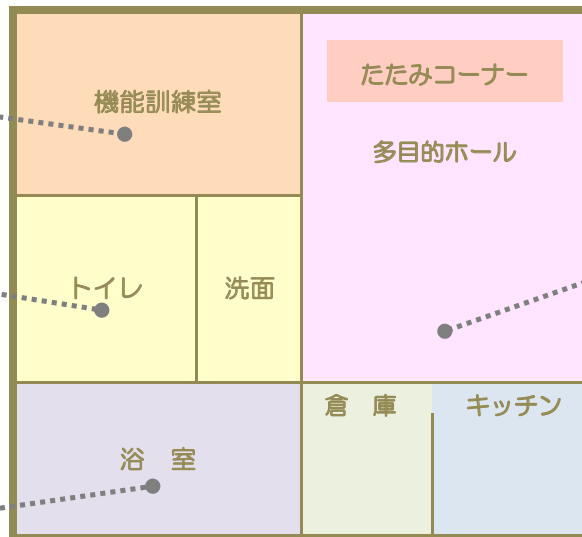 たたみコーナー
機能訓練室
多目的ホール
トイレ
洗面
倉　庫
キッチン
浴　室